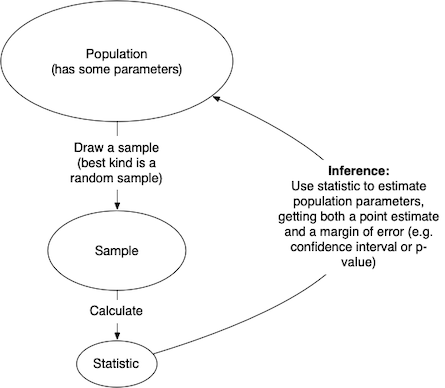 Population
(has some parameters)
Draw a sample
(best kind is a
random sample)
Inference:
Use statistic to estimate
population parameters,
getting both a point estimate
and a margin of error (e.g.
confidence interval or p-
value)
Sample
Calculate
Statistic